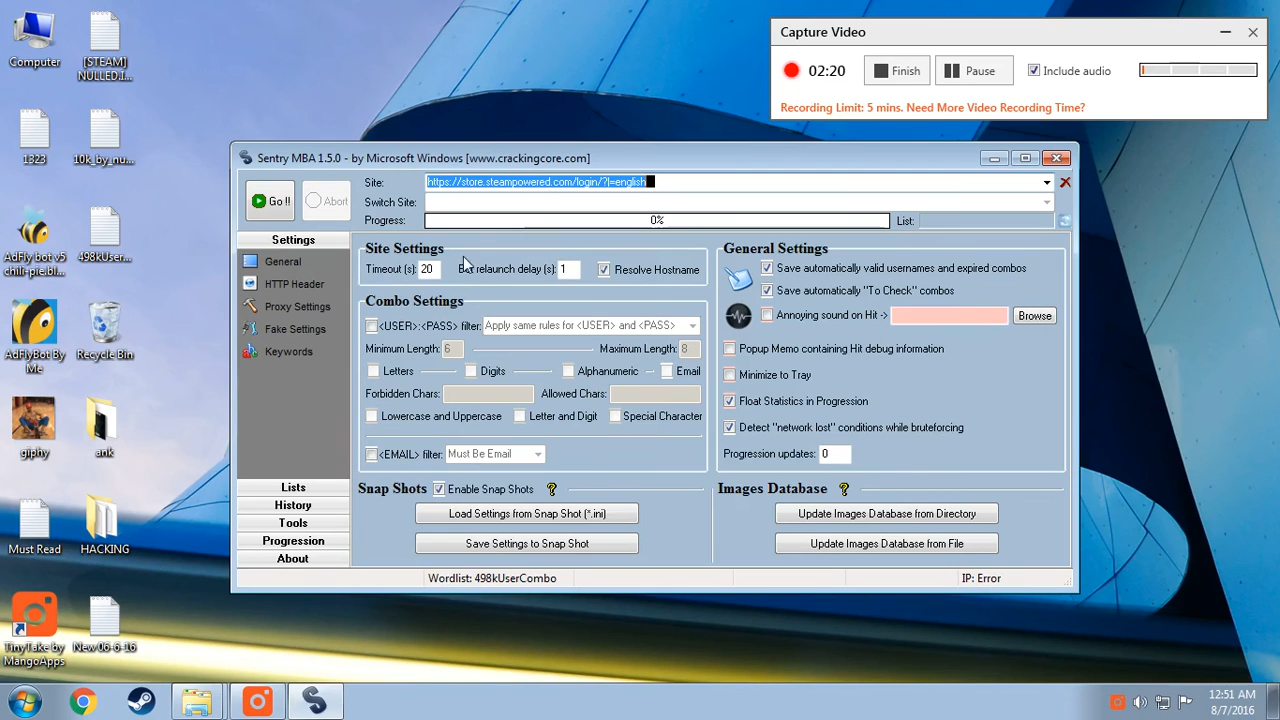 Computer
[STEAM]
NULLED.I...
1323
10k_by_nu...
AdFly bot v5
chili-pie.bl...
498kUser...
AdFlyBot By
Me
Recycle Bin
giphy
ank
Must Read
HACKING
TinyTake by
MangoApps
New 06-6-16
Capture Video
02:20
Finish
Pause
Include audio
Recording Limit: 5 mins. Need More Video Recording Time?
Sentry MBA 1.5.0 - by Microsoft Windows [www.crackingcore.com]
Go !!
Abort
Site:
https://store.steampowered.com/login/?l=english
Switch Site:
Progress:
0%
List:
Settings
General
HTTP Header
Proxy Settings
Fake Settings
Keywords
Lists
History
Tools
Progression
About
Site Settings
Timeout (s): 20
relaunch delay (s): 1
Resolve Hostname
Combo Settings
<USER>:<PASS> filter: Apply same rules for <USER> and <PASS>
Minimum Length: 6
Maximum Length: 8
Letters
Digits
Alphanumeric
Email
Forbidden Chars:
Allowed Chars:
Lowercase and Uppercase
Letter and Digit
Special Character
<EMAIL> filter: Must Be Email
Snap Shots
Enable Snap Shots ?
Load Settings from Snap Shot (*.ini)
Save Settings to Snap Shot
General Settings
Save automatically valid usernames and expired combos
Save automatically "To Check" combos
Annoying sound on Hit ->
Browse
Popup Memo containing Hit debug information
Minimize to Tray
Float Statistics in Progression
Detect "network lost" conditions while bruteforcing
Progression updates: 0
Images Database ?
Update Images Database from Directory
Update Images Database from File
Wordlist: 498kUserCombo
IP: Error
12:51 AM
8/7/2016